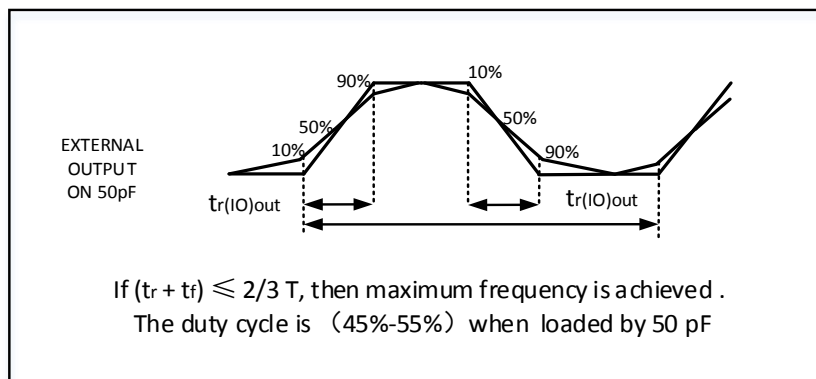 90%
10%
50%
50%
EXTERNAL
OUTPUT
ON 50pF
10%
90%
tr(IO)out
tr(IO)out
If (tr + tf) ≤ 2/3 T, then maximum frequency is achieved .
The duty cycle is （45%-55%） when loaded by 50 pF